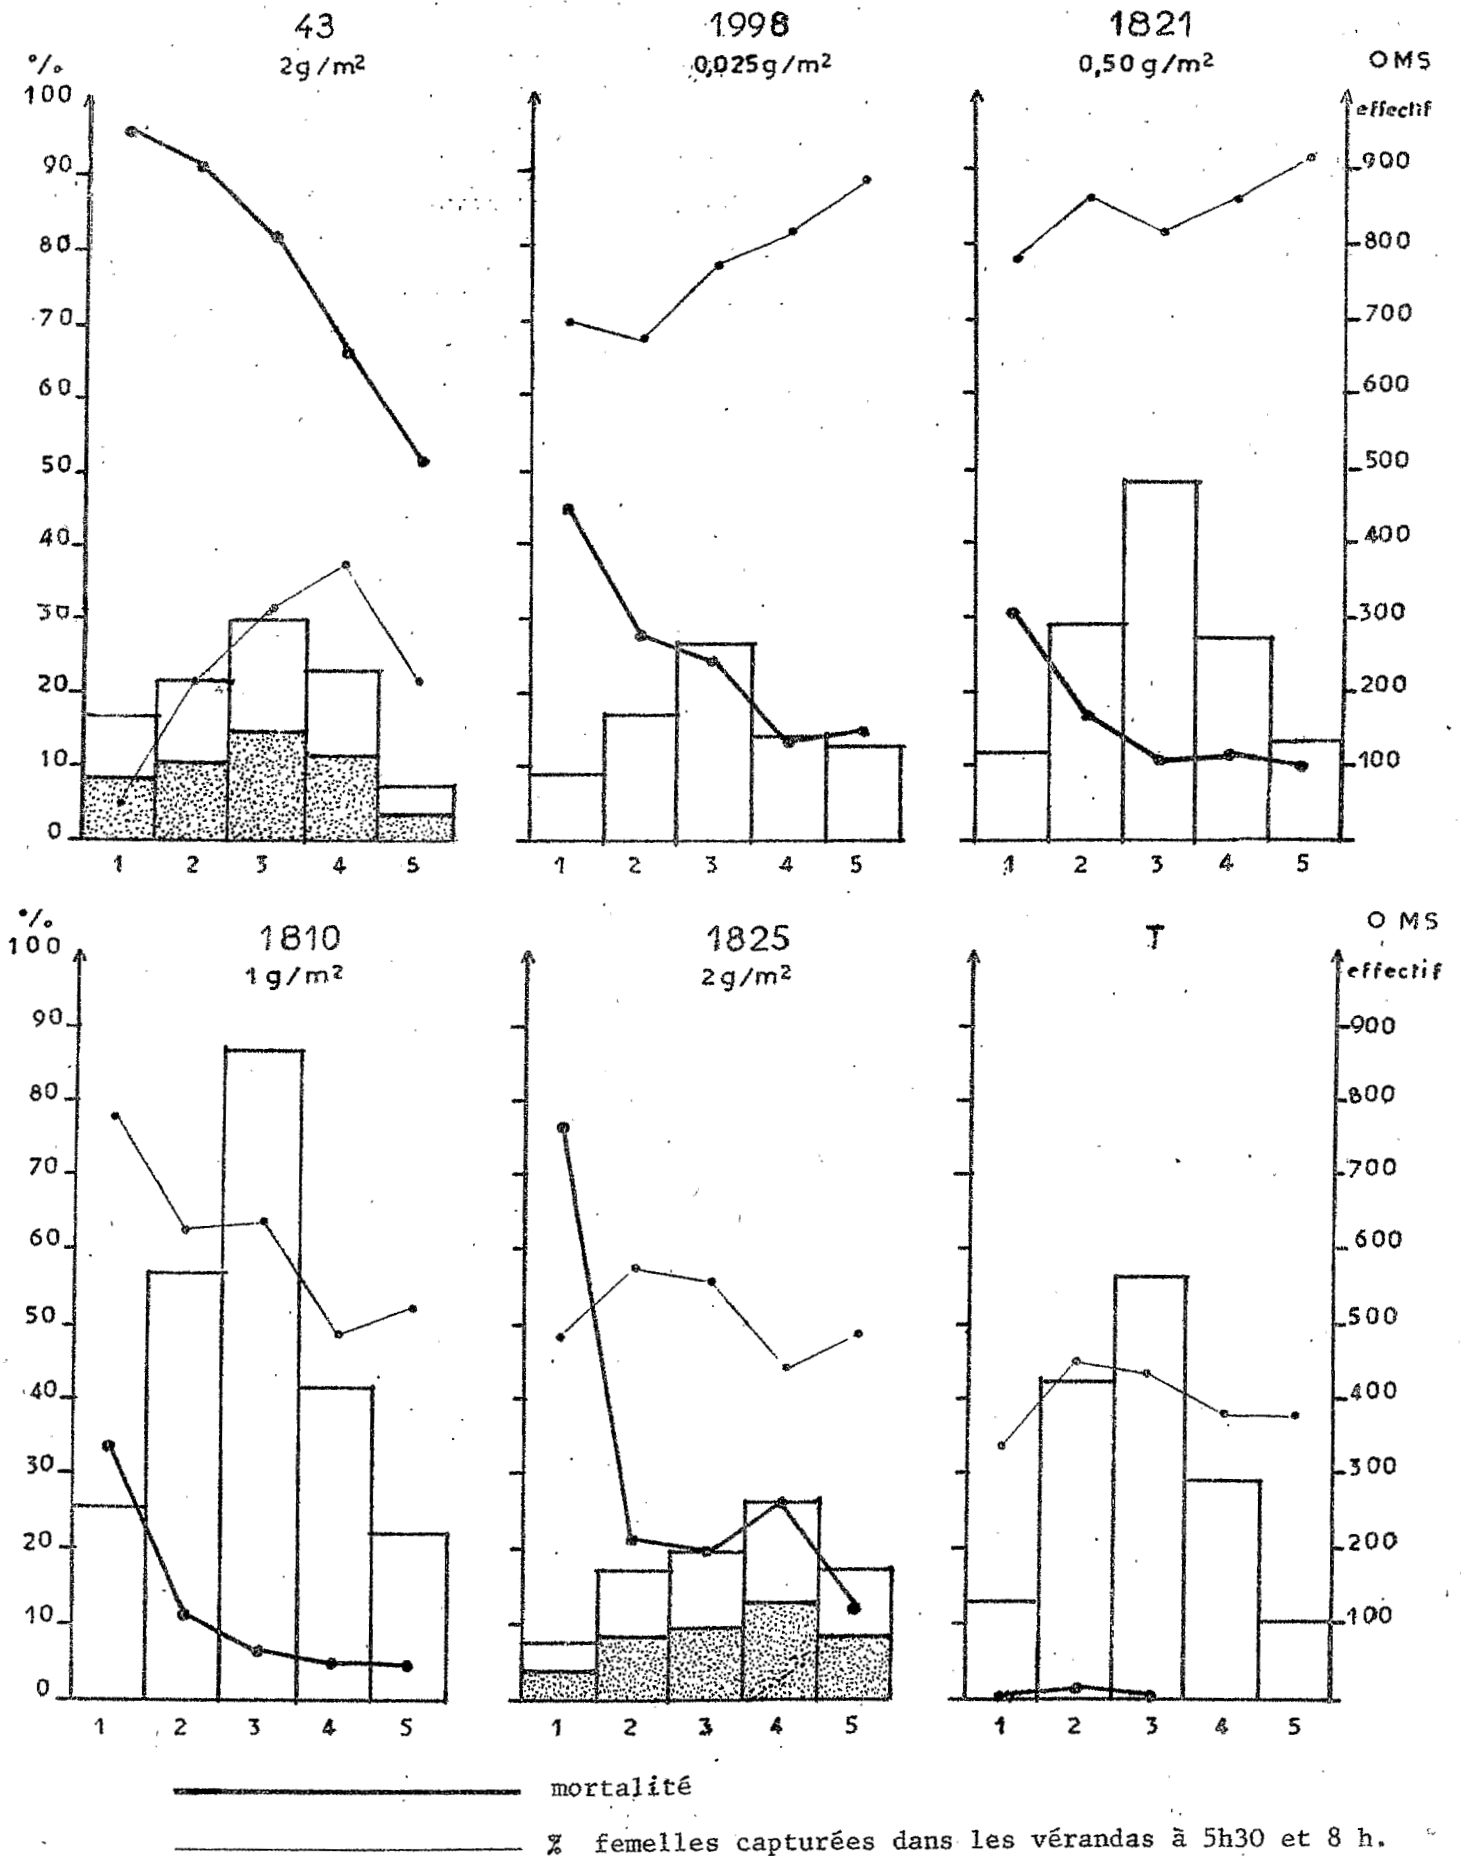 43 1998 1821
% 2g/m² 0,025g/m² 0,50g/m² OMS
100 effectif
90 900
80 800
70 700
60 600
50 500
40 400
30 300
20 200
10 100
0
1 2 3 4 5 1 2 3 4 5 1 2 3 4 5
% 1810 1825 T O MS
100 1g/m² 2g/m² effectif
90 900
80 800
70 700
60 600
50 500
40 400
30 300
20 200
10 100
0
1 2 3 4 5 1 2 3 4 5 1 2 3 4 5
mortalité
% femelles capturées dans les vérandas à 5h30 et 8 h.